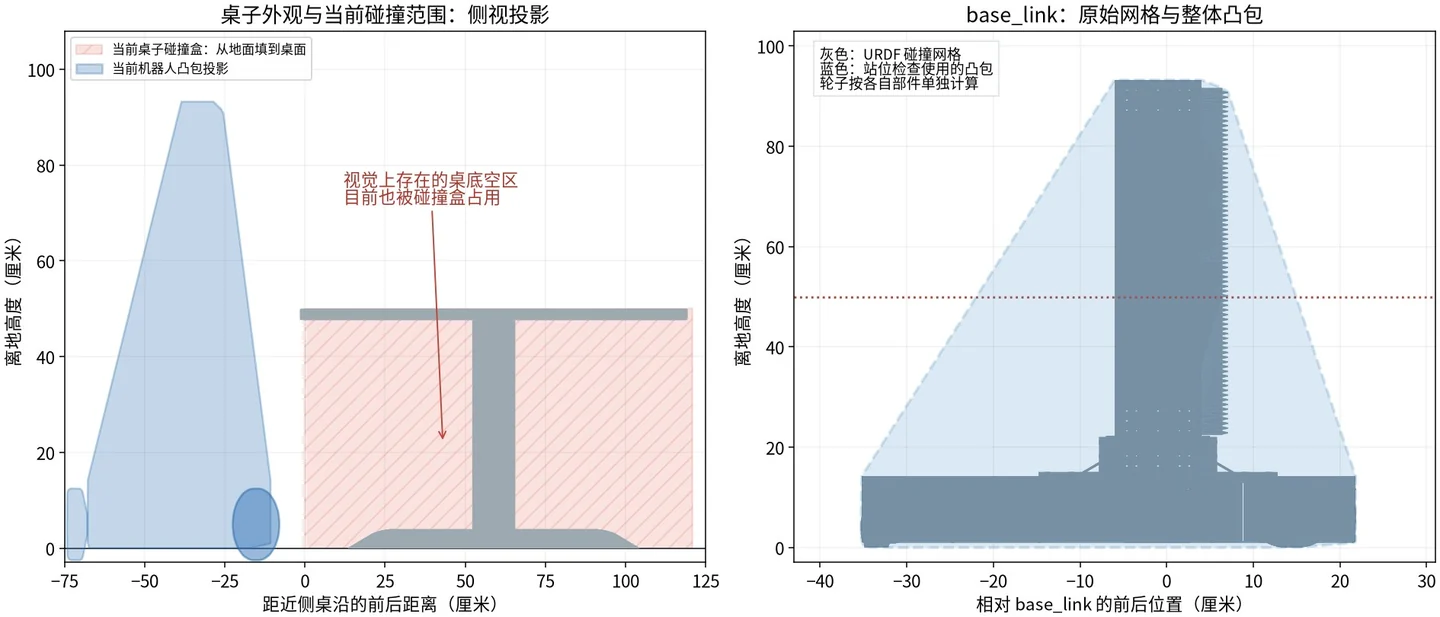 桌子外观与当前碰撞范围：侧视投影
当前桌子碰撞盒：从地面填到桌面
当前机器人凸包投影
视觉上存在的桌底空区
目前也被碰撞盒占用
离地高度（厘米）
100
80
60
40
20
0
−75
−50
−25
0
25
50
75
100
125
距近侧桌沿的前后距离（厘米）
base_link：原始网格与整体凸包
灰色：URDF 碰撞网格
蓝色：站位检查使用的凸包
轮子按各自部件单独计算
离地高度（厘米）
100
80
60
40
20
0
−40
−30
−20
−10
0
10
20
30
相对 base_link 的前后位置（厘米）